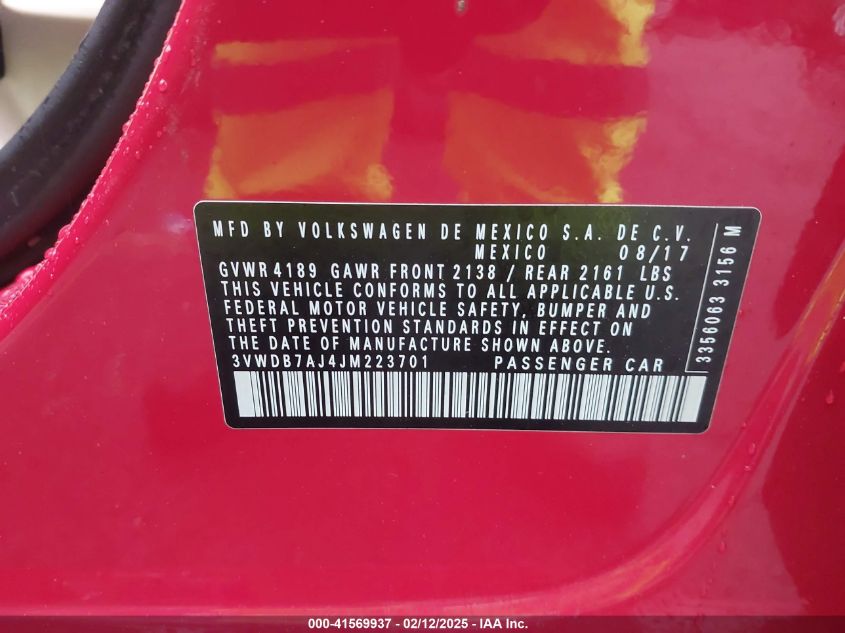 MFD BY VOLKSWAGEN DE MEXICO S.A. DE C.V.
MEXICO 08/17
GVWR 4189 GAWR FRONT 2138 / REAR 2161 LBS
THIS VEHICLE CONFORMS TO ALL APPLICABLE U.S.
FEDERAL MOTOR VEHICLE SAFETY, BUMPER AND
THEFT PREVENTION STANDARDS IN EFFECT ON
THE DATE OF MANUFACTURE SHOWN ABOVE.
3VWDB7AJ4JM223701 PASSENGER CAR
3356063 3156 M
000-41569937 - 02/12/2025 - IAA Inc.